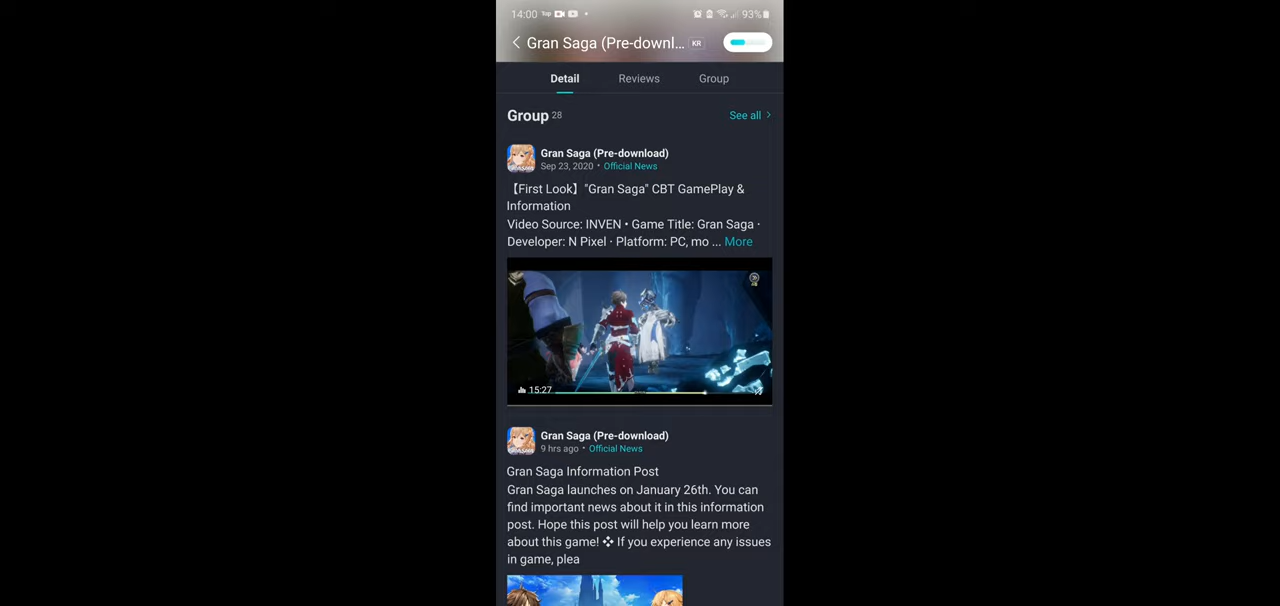 14:00 93%
Gran Saga (Pre-downl... KR
Detail Reviews Group
Group 28 See all
Gran Saga (Pre-download)
Sep 23, 2020 • Official News
【First Look】"Gran Saga" CBT GamePlay &
Information
Video Source: INVEN • Game Title: Gran Saga ·
Developer: N Pixel · Platform: PC, mo ... More
15:27
Gran Saga (Pre-download)
9 hrs ago • Official News
Gran Saga Information Post
Gran Saga launches on January 26th. You can
find important news about it in this information
post. Hope this post will help you learn more
about this game! ❖ If you experience any issues
in game, plea